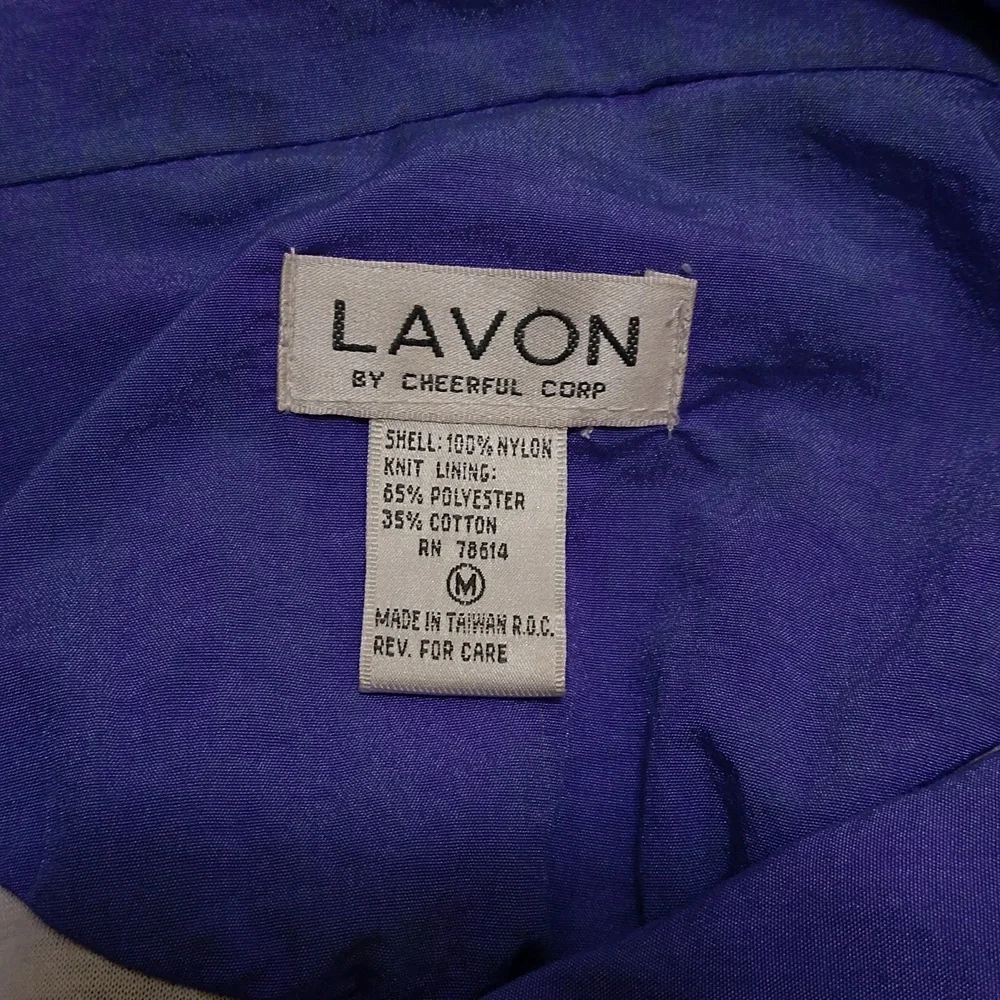 LAVON
BY CHEERFUL CORP
SHELL: 100% NYLON
KNIT LINING:
65% POLYESTER
35% COTTON
RN 78614
M
MADE IN TAIWAN R.O.C.
REV. FOR CARE